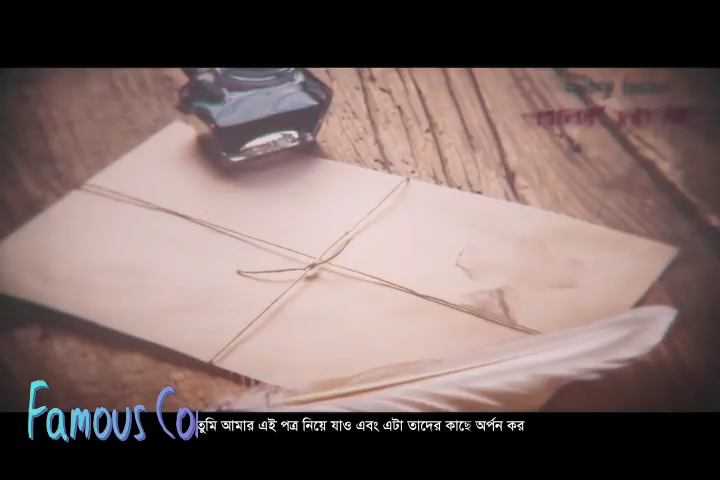 Famous Co
তুমি আমার এই পত্র নিয়ে যাও এবং এটা তাদের কাছে অর্পন কর